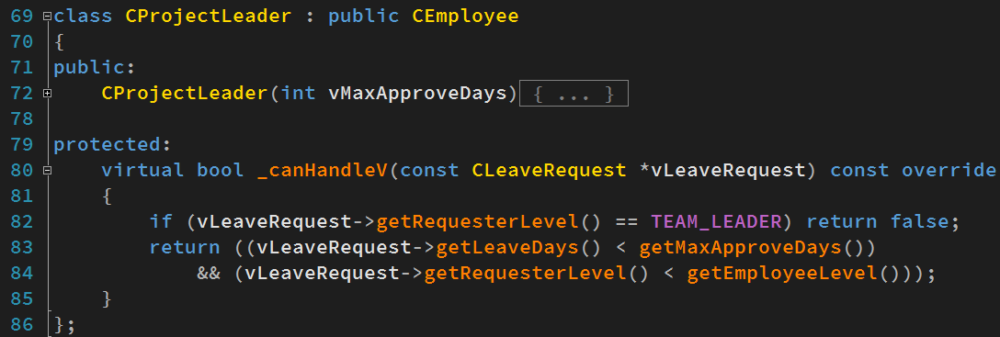 69 class CProjectLeader : public CEmployee
70 {
71 public:
72     CProjectLeader(int vMaxApproveDays) { ... }
78
79 protected:
80     virtual bool _canHandleV(const CLeaveRequest *vLeaveRequest) const override
81     {
82         if (vLeaveRequest->getRequesterLevel() == TEAM_LEADER) return false;
83         return ((vLeaveRequest->getLeaveDays() < getMaxApproveDays())
84             && (vLeaveRequest->getRequesterLevel() < getEmployeeLevel()));
85     }
86 };